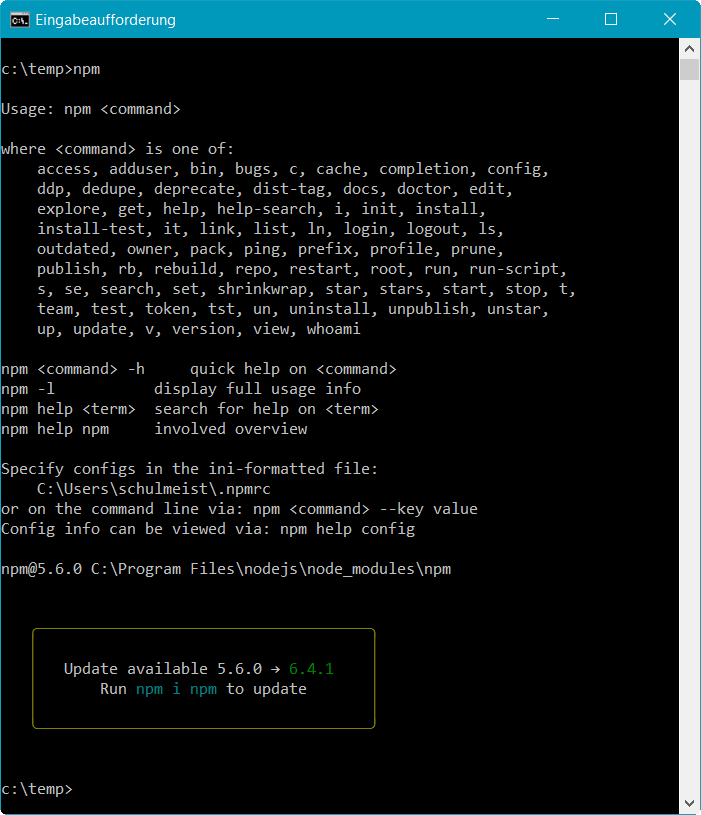 Eingabeaufforderung
c:\temp>npm
Usage: npm <command>
where <command> is one of:
access, adduser, bin, bugs, c, cache, completion, config,
ddp, dedupe, deprecate, dist-tag, docs, doctor, edit,
explore, get, help, help-search, i, init, install,
install-test, it, link, list, ln, login, logout, ls,
outdated, owner, pack, ping, prefix, profile, prune,
publish, rb, rebuild, repo, restart, root, run, run-script,
s, se, search, set, shrinkwrap, star, stars, start, stop, t,
team, test, token, tst, un, uninstall, unpublish, unstar,
up, update, v, version, view, whoami
npm <command> -h     quick help on <command>
npm -l           display full usage info
npm help <term>  search for help on <term>
npm help npm     involved overview
Specify configs in the ini-formatted file:
C:\Users\schulmeist\.npmrc
or on the command line via: npm <command> --key value
Config info can be viewed via: npm help config
npm@5.6.0 C:\Program Files\nodejs\node_modules\npm
Update available 5.6.0 → 6.4.1
Run npm i npm to update
c:\temp>